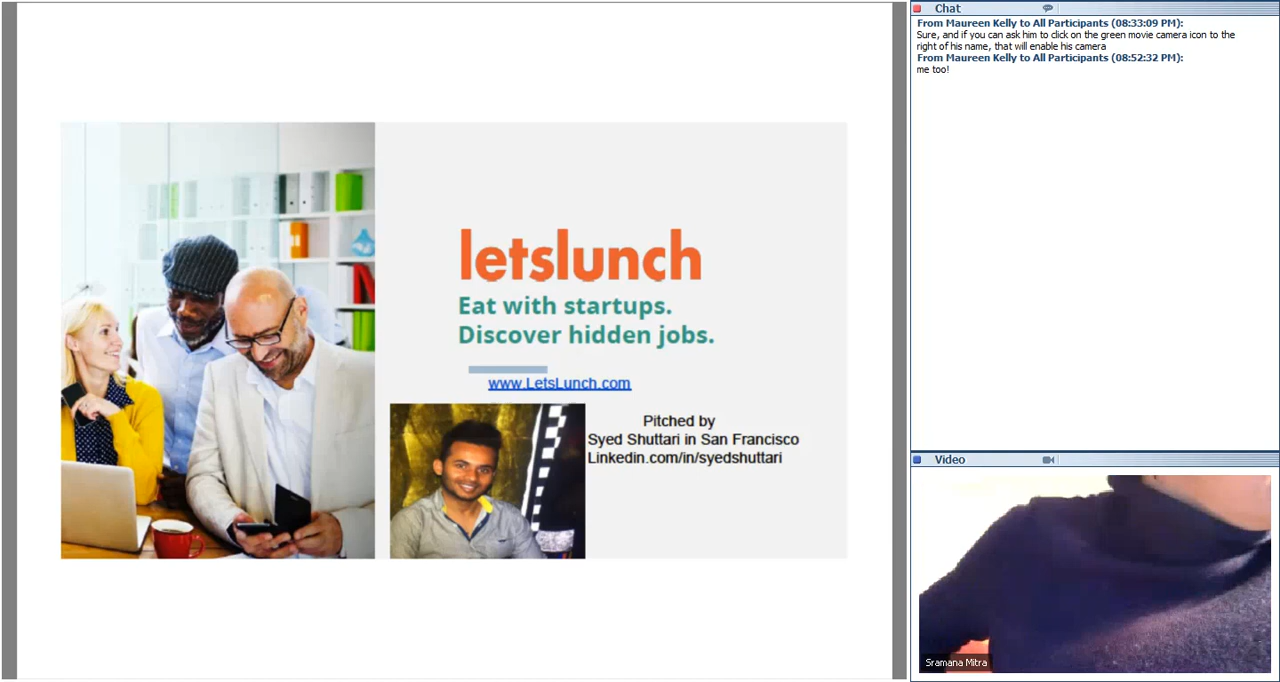 letslunch
Eat with startups.
Discover hidden jobs.
www.LetsLunch.com
Pitched by
Syed Shuttari in San Francisco
Linkedin.com/in/syedshuttari
Chat
From Maureen Kelly to All Participants (08:33:09 PM):
Sure, and if you can ask him to click on the green movie camera icon to the
right of his name, that will enable his camera
From Maureen Kelly to All Participants (08:52:32 PM):
me too!
Video
Sramana Mitra